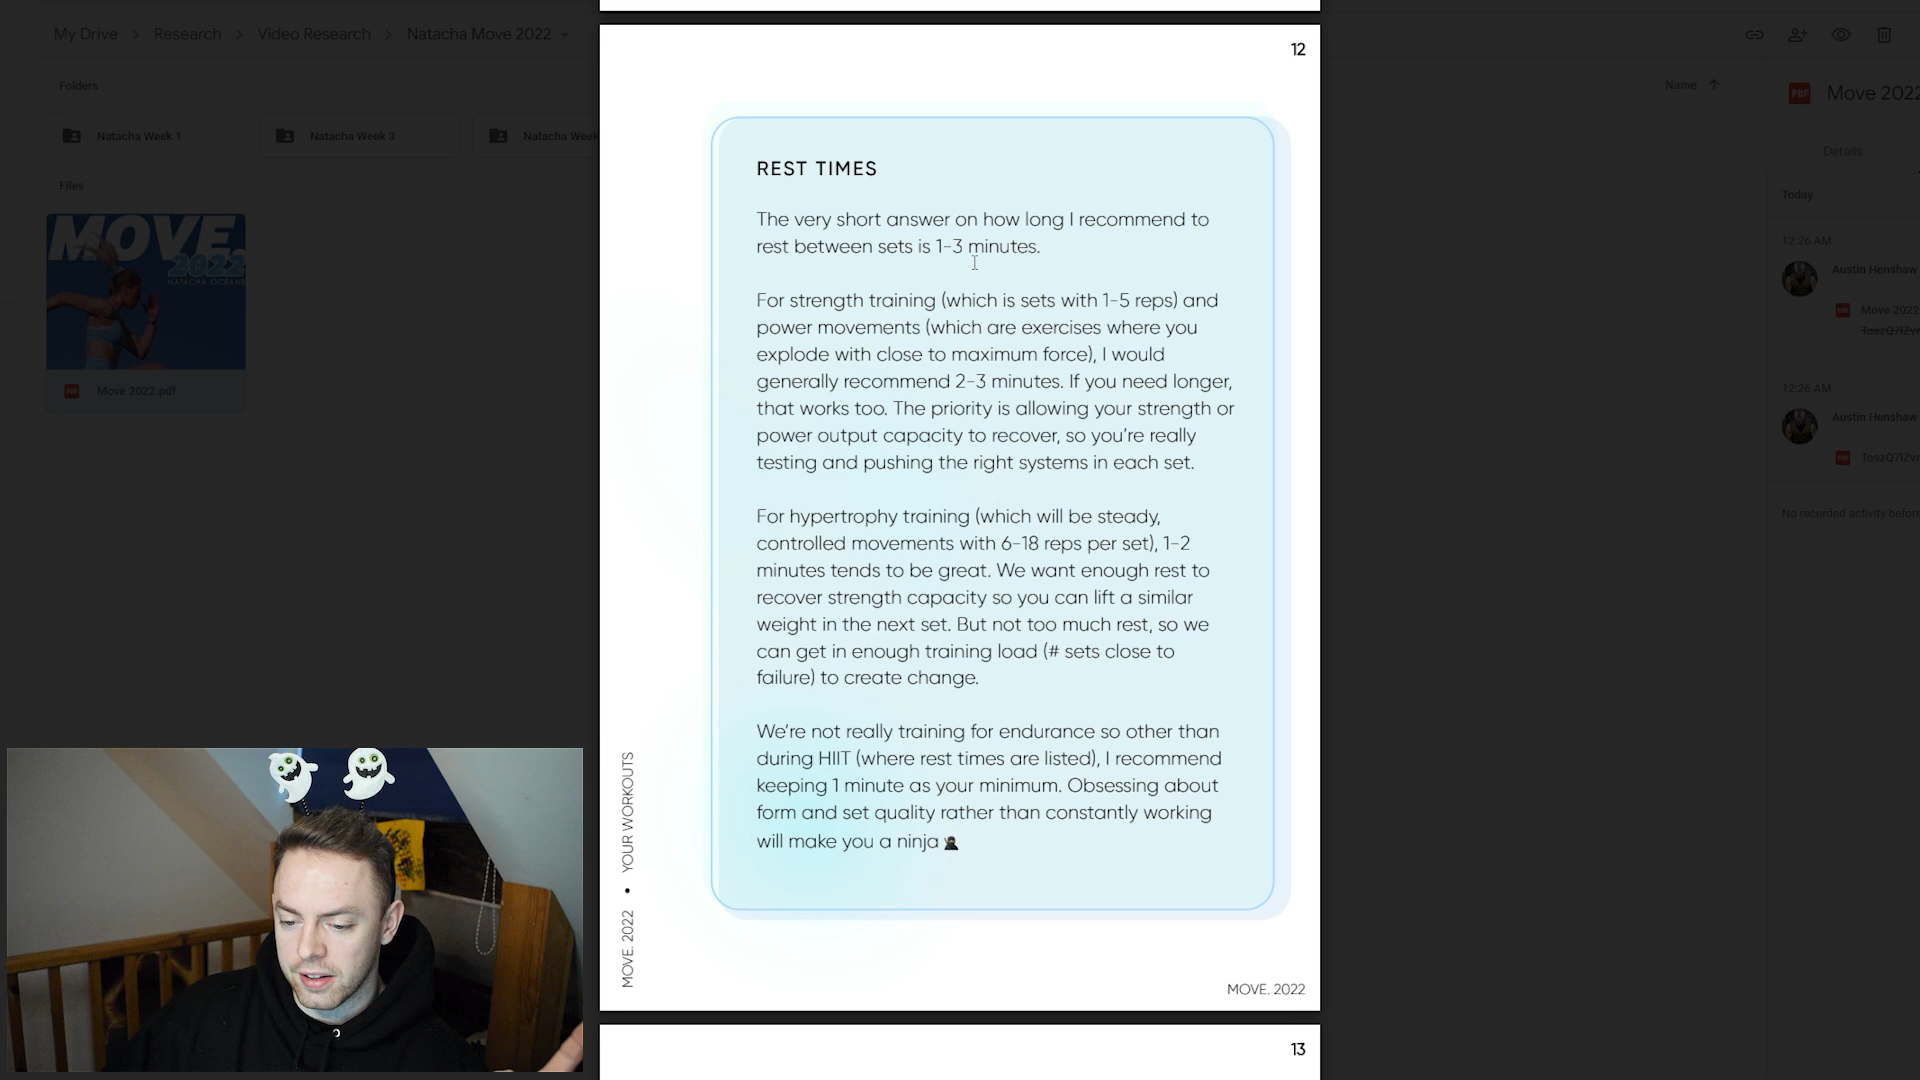 My Drive > Research > Video Research > Natacha Move 2022
Folders
Natacha Week 1
Natacha Week 3
Natacha Week
Files
MOVE
2022
NATACHA OCEANE
Move 2022.pdf
12
REST TIMES
The very short answer on how long I recommend to
rest between sets is 1-3 minutes.
For strength training (which is sets with 1-5 reps) and
power movements (which are exercises where you
explode with close to maximum force), I would
generally recommend 2-3 minutes. If you need longer,
that works too. The priority is allowing your strength or
power output capacity to recover, so you're really
testing and pushing the right systems in each set.
For hypertrophy training (which will be steady,
controlled movements with 6-18 reps per set), 1-2
minutes tends to be great. We want enough rest to
recover strength capacity so you can lift a similar
weight in the next set. But not too much rest, so we
can get in enough training load (# sets close to
failure) to create change.
We're not really training for endurance so other than
during HIIT (where rest times are listed), I recommend
keeping 1 minute as your minimum. Obsessing about
form and set quality rather than constantly working
will make you a ninja
MOVE. 2022 • YOUR WORKOUTS
MOVE. 2022
13
Name
PDF Move 2022
Details
Today
12:26 AM
Austin Henshaw
Move 2022
12:26 AM
Austin Henshaw
No recorded activity before